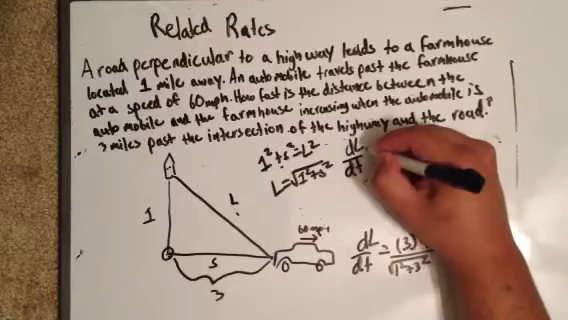 Related Rates
A road perpendicular to a highway leads to a farmhouse
located 1 mile away. An automobile travels past the farmhouse
at a speed of 60mph. How fast is the distance between the
automobile and the farmhouse increasing when the automobile is
3 miles past the intersection of the highway and the road?
1²+s²=L²
L=√1²+s²
dL
dt
1
L
s
3
60mph
dL/dt = (3)
√1²+3²